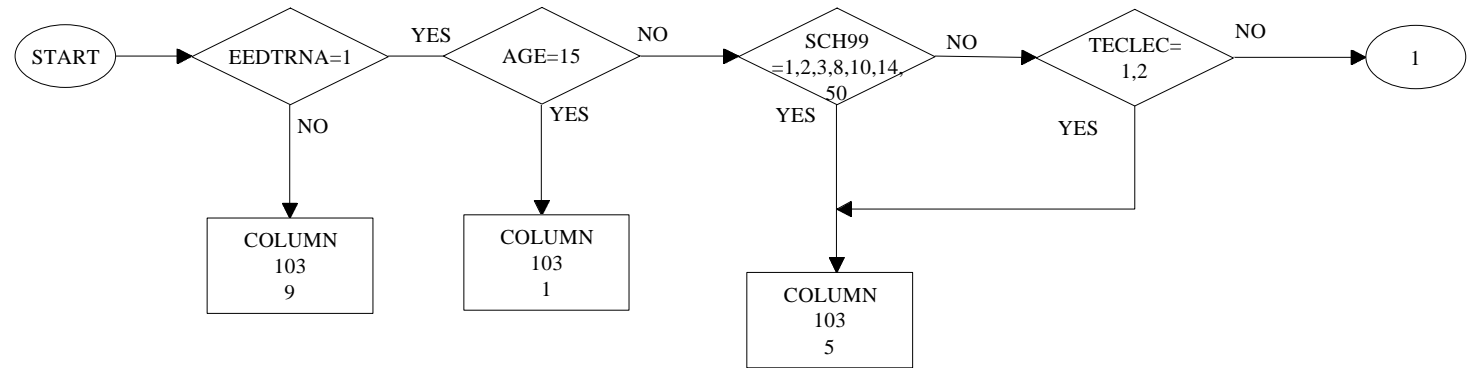 START
EEDTRNA=1
YES
NO
COLUMN
103
9
AGE=15
NO
YES
COLUMN
103
1
SCH99
=1,2,3,8,10,14,
50
NO
YES
COLUMN
103
5
TECLEC=
1,2
NO
YES
1